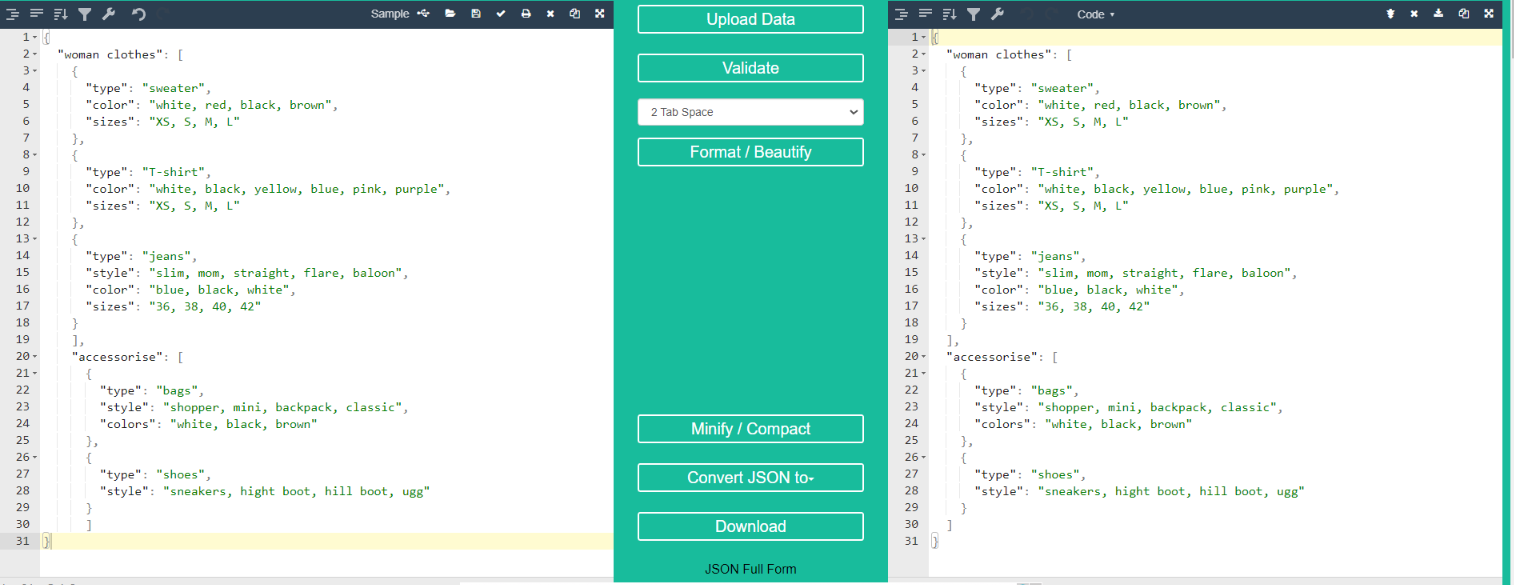 Sample
1 {
2 "woman clothes": [
3 {
4 "type": "sweater",
5 "color": "white, red, black, brown",
6 "sizes": "XS, S, M, L"
7 },
8 {
9 "type": "T-shirt",
10 "color": "white, black, yellow, blue, pink, purple",
11 "sizes": "XS, S, M, L"
12 },
13 {
14 "type": "jeans",
15 "style": "slim, mom, straight, flare, baloon",
16 "color": "blue, black, white",
17 "sizes": "36, 38, 40, 42"
18 }
19 ],
20 "accessorise": [
21 {
22 "type": "bags",
23 "style": "shopper, mini, backpack, classic",
24 "colors": "white, black, brown"
25 },
26 {
27 "type": "shoes",
28 "style": "sneakers, hight boot, hill boot, ugg"
29 }
30 ]
31 }
Upload Data
Validate
2 Tab Space
Format / Beautify
Minify / Compact
Convert JSON to
Download
JSON Full Form
Code
1 {
2 "woman clothes": [
3 {
4 "type": "sweater",
5 "color": "white, red, black, brown",
6 "sizes": "XS, S, M, L"
7 },
8 {
9 "type": "T-shirt",
10 "color": "white, black, yellow, blue, pink, purple",
11 "sizes": "XS, S, M, L"
12 },
13 {
14 "type": "jeans",
15 "style": "slim, mom, straight, flare, baloon",
16 "color": "blue, black, white",
17 "sizes": "36, 38, 40, 42"
18 }
19 ],
20 "accessorise": [
21 {
22 "type": "bags",
23 "style": "shopper, mini, backpack, classic",
24 "colors": "white, black, brown"
25 },
26 {
27 "type": "shoes",
28 "style": "sneakers, hight boot, hill boot, ugg"
29 }
30 ]
31 }